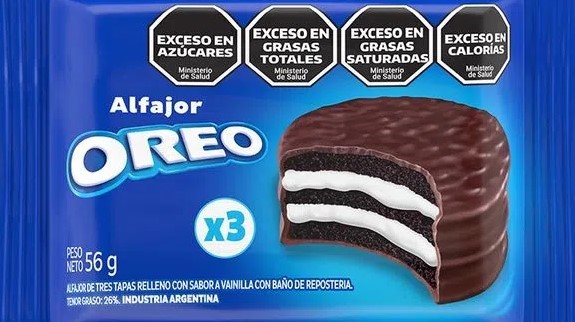 EXCESO EN
AZÚCARES
Ministerio
de Salud
EXCESO EN
GRASAS
TOTALES
Ministerio
de Salud
EXCESO EN
GRASAS
SATURADAS
Ministerio
de Salud
EXCESO EN
CALORÍAS
Ministerio
de Salud
Alfajor
OREO
x3
PESO
NETO 56 g
ALFAJOR DE TRES TAPAS RELLENO CON SABOR A VAINILLA CON BAÑO DE REPOSTERIA.
TENOR GRASO: 26%. INDUSTRIA ARGENTINA